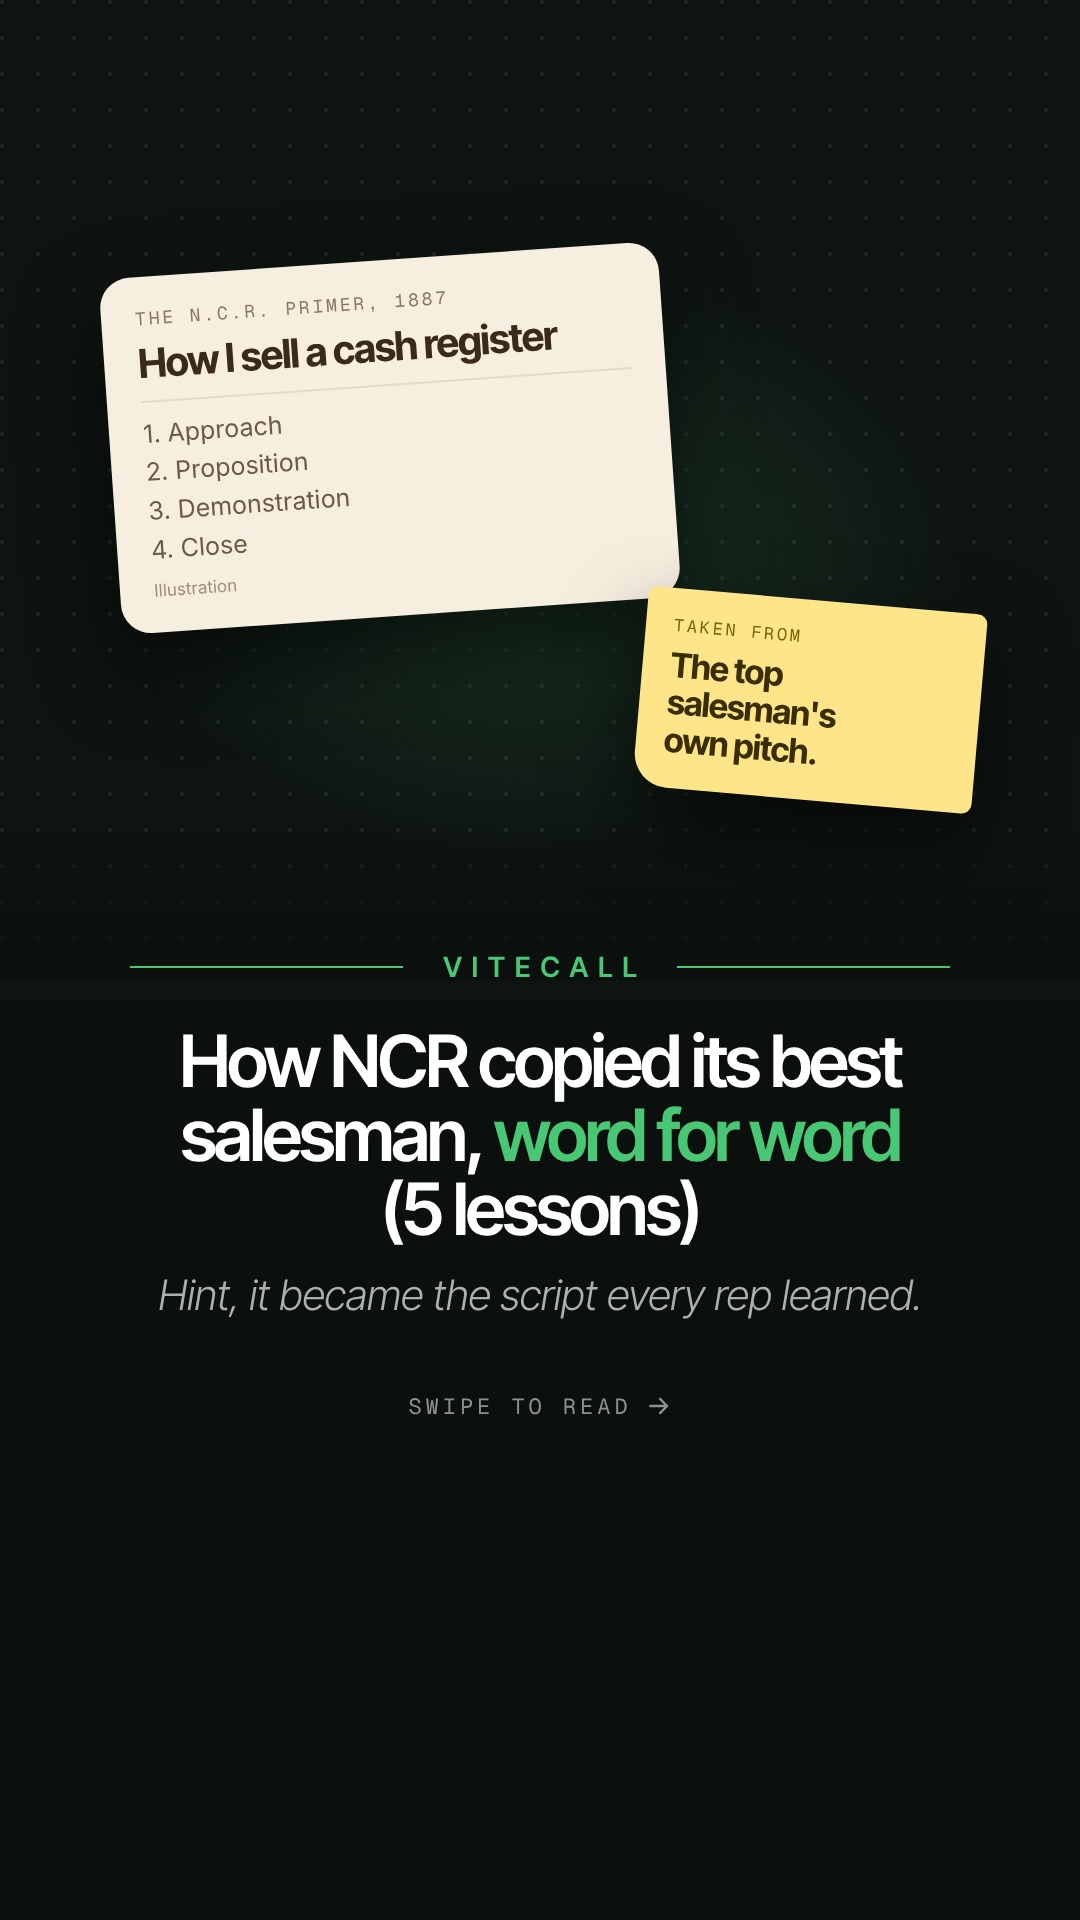 THE N.C.R. PRIMER, 1887
How I sell a cash register
1. Approach
2. Proposition
3. Demonstration
4. Close
Illustration
TAKEN FROM
The top
salesman's
own pitch.
VITECALL
How NCR copied its best
salesman, word for word
(5 lessons)
Hint, it became the script every rep learned.
SWIPE TO READ →